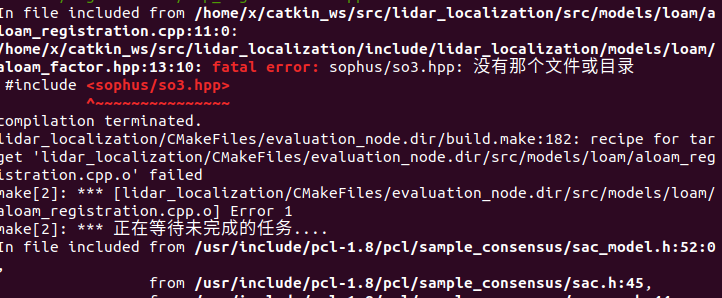 In file included from /home/x/catkin_ws/src/lidar_localization/src/models/loam/a
loam_registration.cpp:11:0:
/home/x/catkin_ws/src/lidar_localization/include/lidar_localization/models/loam/
aloam_factor.hpp:13:10: fatal error: sophus/so3.hpp: 没有那个文件或目录
 #include <sophus/so3.hpp>
          ^~~~~~~~~~~~~~~~
compilation terminated.
lidar_localization/CMakeFiles/evaluation_node.dir/build.make:182: recipe for tar
get 'lidar_localization/CMakeFiles/evaluation_node.dir/src/models/loam/aloam_reg
istration.cpp.o' failed
make[2]: *** [lidar_localization/CMakeFiles/evaluation_node.dir/src/models/loam/
aloam_registration.cpp.o] Error 1
make[2]: *** 正在等待未完成的任务....
In file included from /usr/include/pcl-1.8/pcl/sample_consensus/sac_model.h:52:0
,
                 from /usr/include/pcl-1.8/pcl/sample_consensus/sac.h:45,